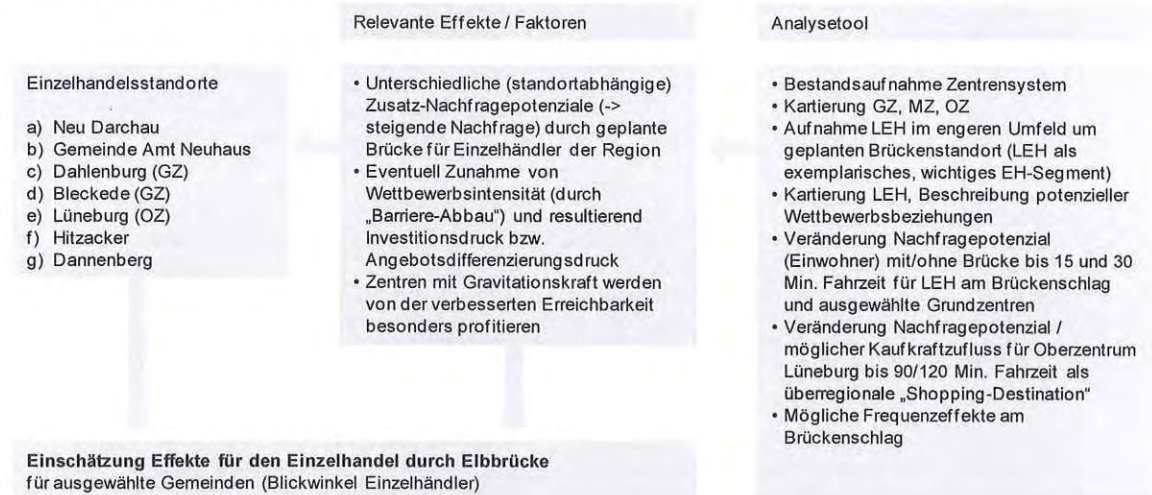 Relevante Effekte / Faktoren
Analysetool
Einzelhandelsstandorte
a) Neu Darchau
b) Gemeinde Amt Neuhaus
c) Dahlenburg (GZ)
d) Bleckede (GZ)
e) Lüneburg (OZ)
f) Hitzacker
g) Dannenberg
• Unterschiedliche (standortabhängige)
Zusatz-Nachfragepotenziale (->
steigende Nachfrage) durch geplante
Brücke für Einzelhändler der Region
• Eventuell Zunahme von
Wettbewerbsintensität (durch
„Barriere-Abbau“) und resultierend
Investitionsdruck bzw.
Angebotsdifferenzierungsdruck
• Zentren mit Gravitationskraft werden
von der verbesserten Erreichbarkeit
besonders profitieren
• Bestandsaufnahme Zentrensystem
• Kartierung GZ, MZ, OZ
• Aufnahme LEH im engeren Umfeld um
geplanten Brückenstandort (LEH als
exemplarisches, wichtiges EH-Segment)
• Kartierung LEH, Beschreibung potenzieller
Wettbewerbsbeziehungen
• Veränderung Nachfragepotenzial
(Einwohner) mit/ohne Brücke bis 15 und 30
Min. Fahrzeit für LEH am Brückenschlag
und ausgewählte Grundzentren
• Veränderung Nachfragepotenzial /
möglicher Kaufkraftzufluss für Oberzentrum
Lüneburg bis 90/120 Min. Fahrzeit als
überregionale „Shopping-Destination“
• Mögliche Frequenzeffekte am
Brückenschlag
Einschätzung Effekte für den Einzelhandel durch Elbbrücke
für ausgewählte Gemeinden (Blickwinkel Einzelhändler)